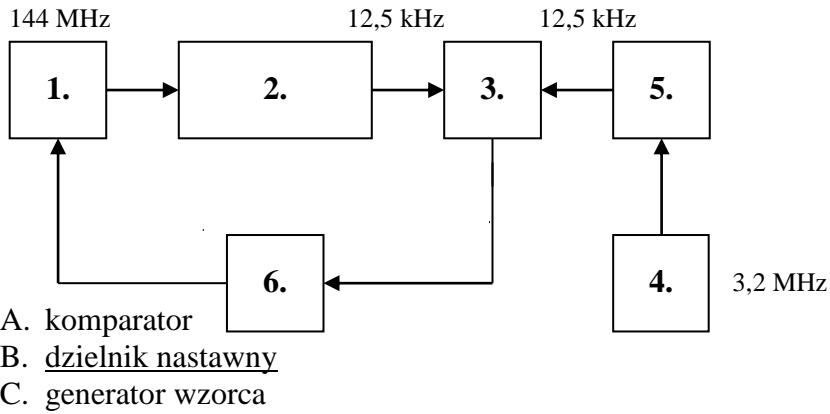 144 MHz 12,5 kHz 12,5 kHz
1. 2. 3. 5.
6. 4. 3,2 MHz
A. komparator
B. dzielnik nastawny
C. generator wzorca